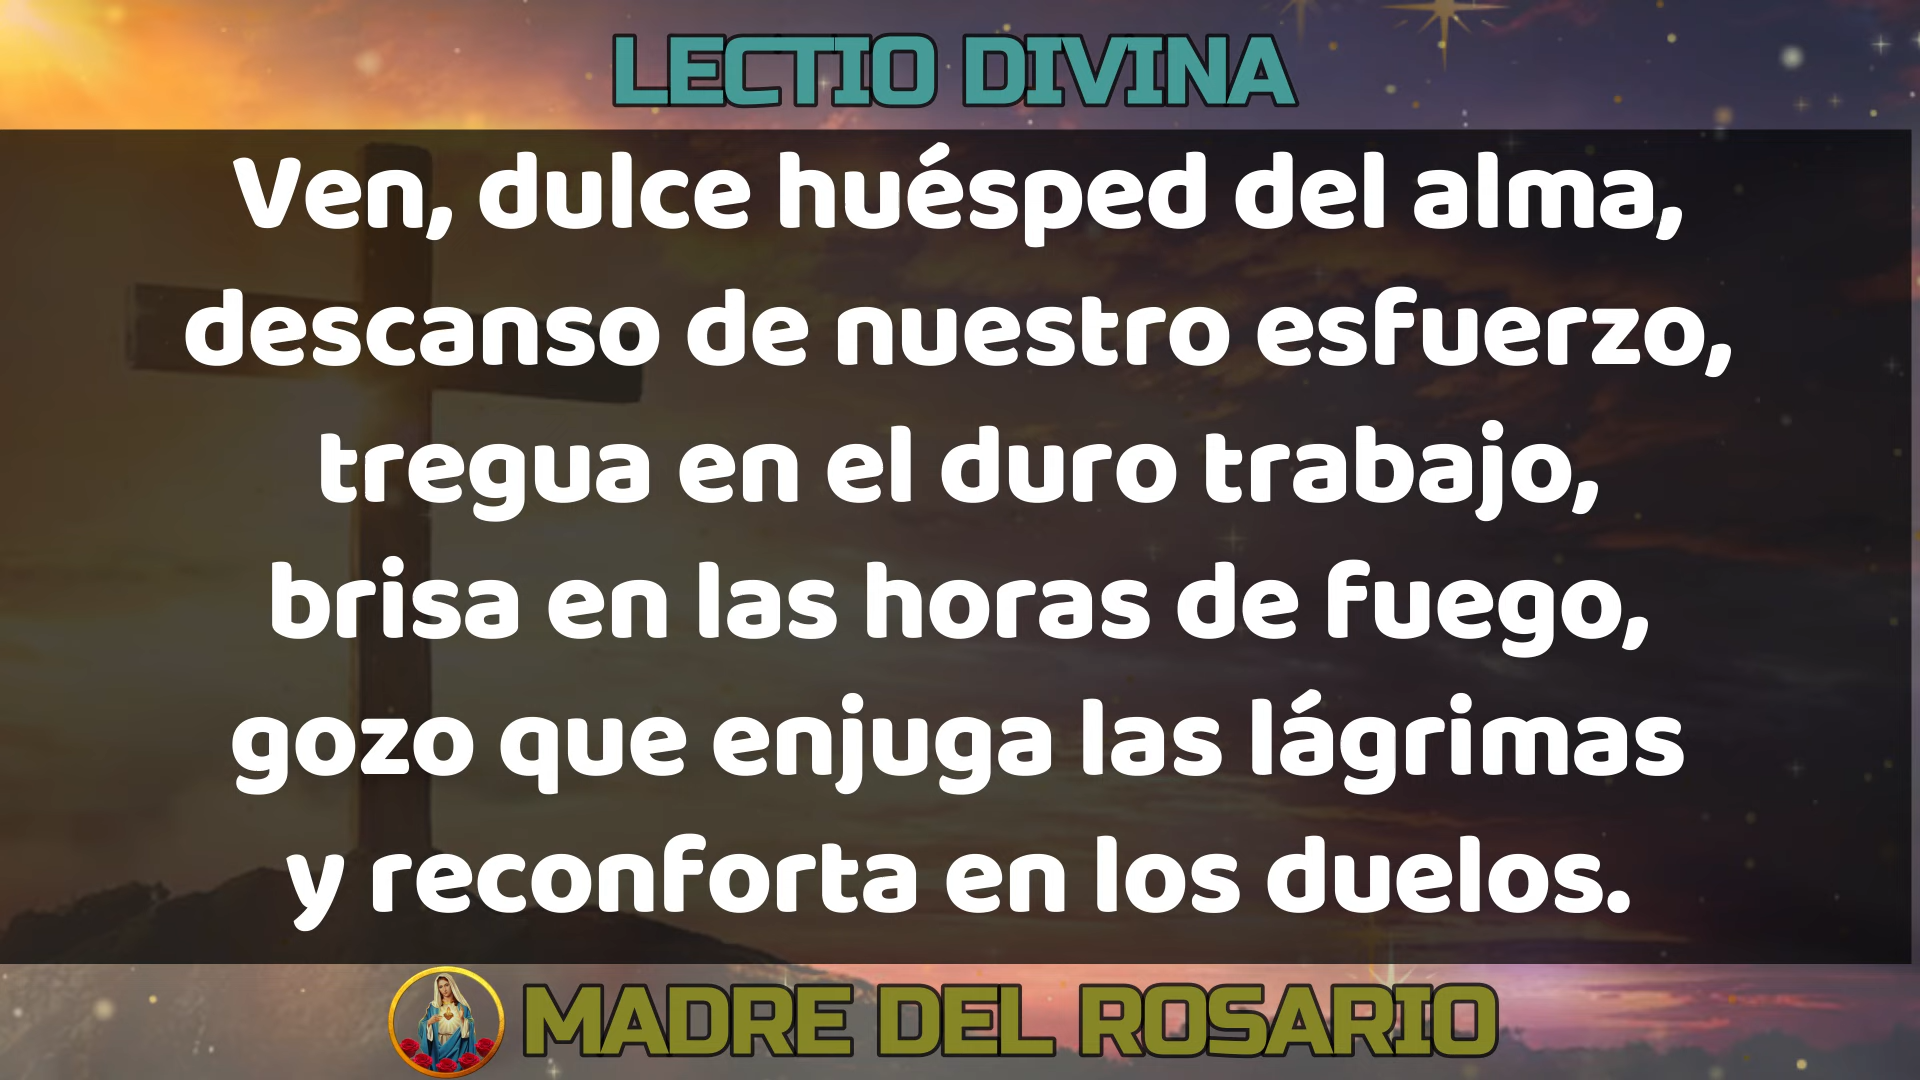 LECTIO DIVINA
Ven, dulce huésped del alma,
descanso de nuestro esfuerzo,
tregua en el duro trabajo,
brisa en las horas de fuego,
gozo que enjuga las lágrimas
y reconforta en los duelos.
MADRE DEL ROSARIO